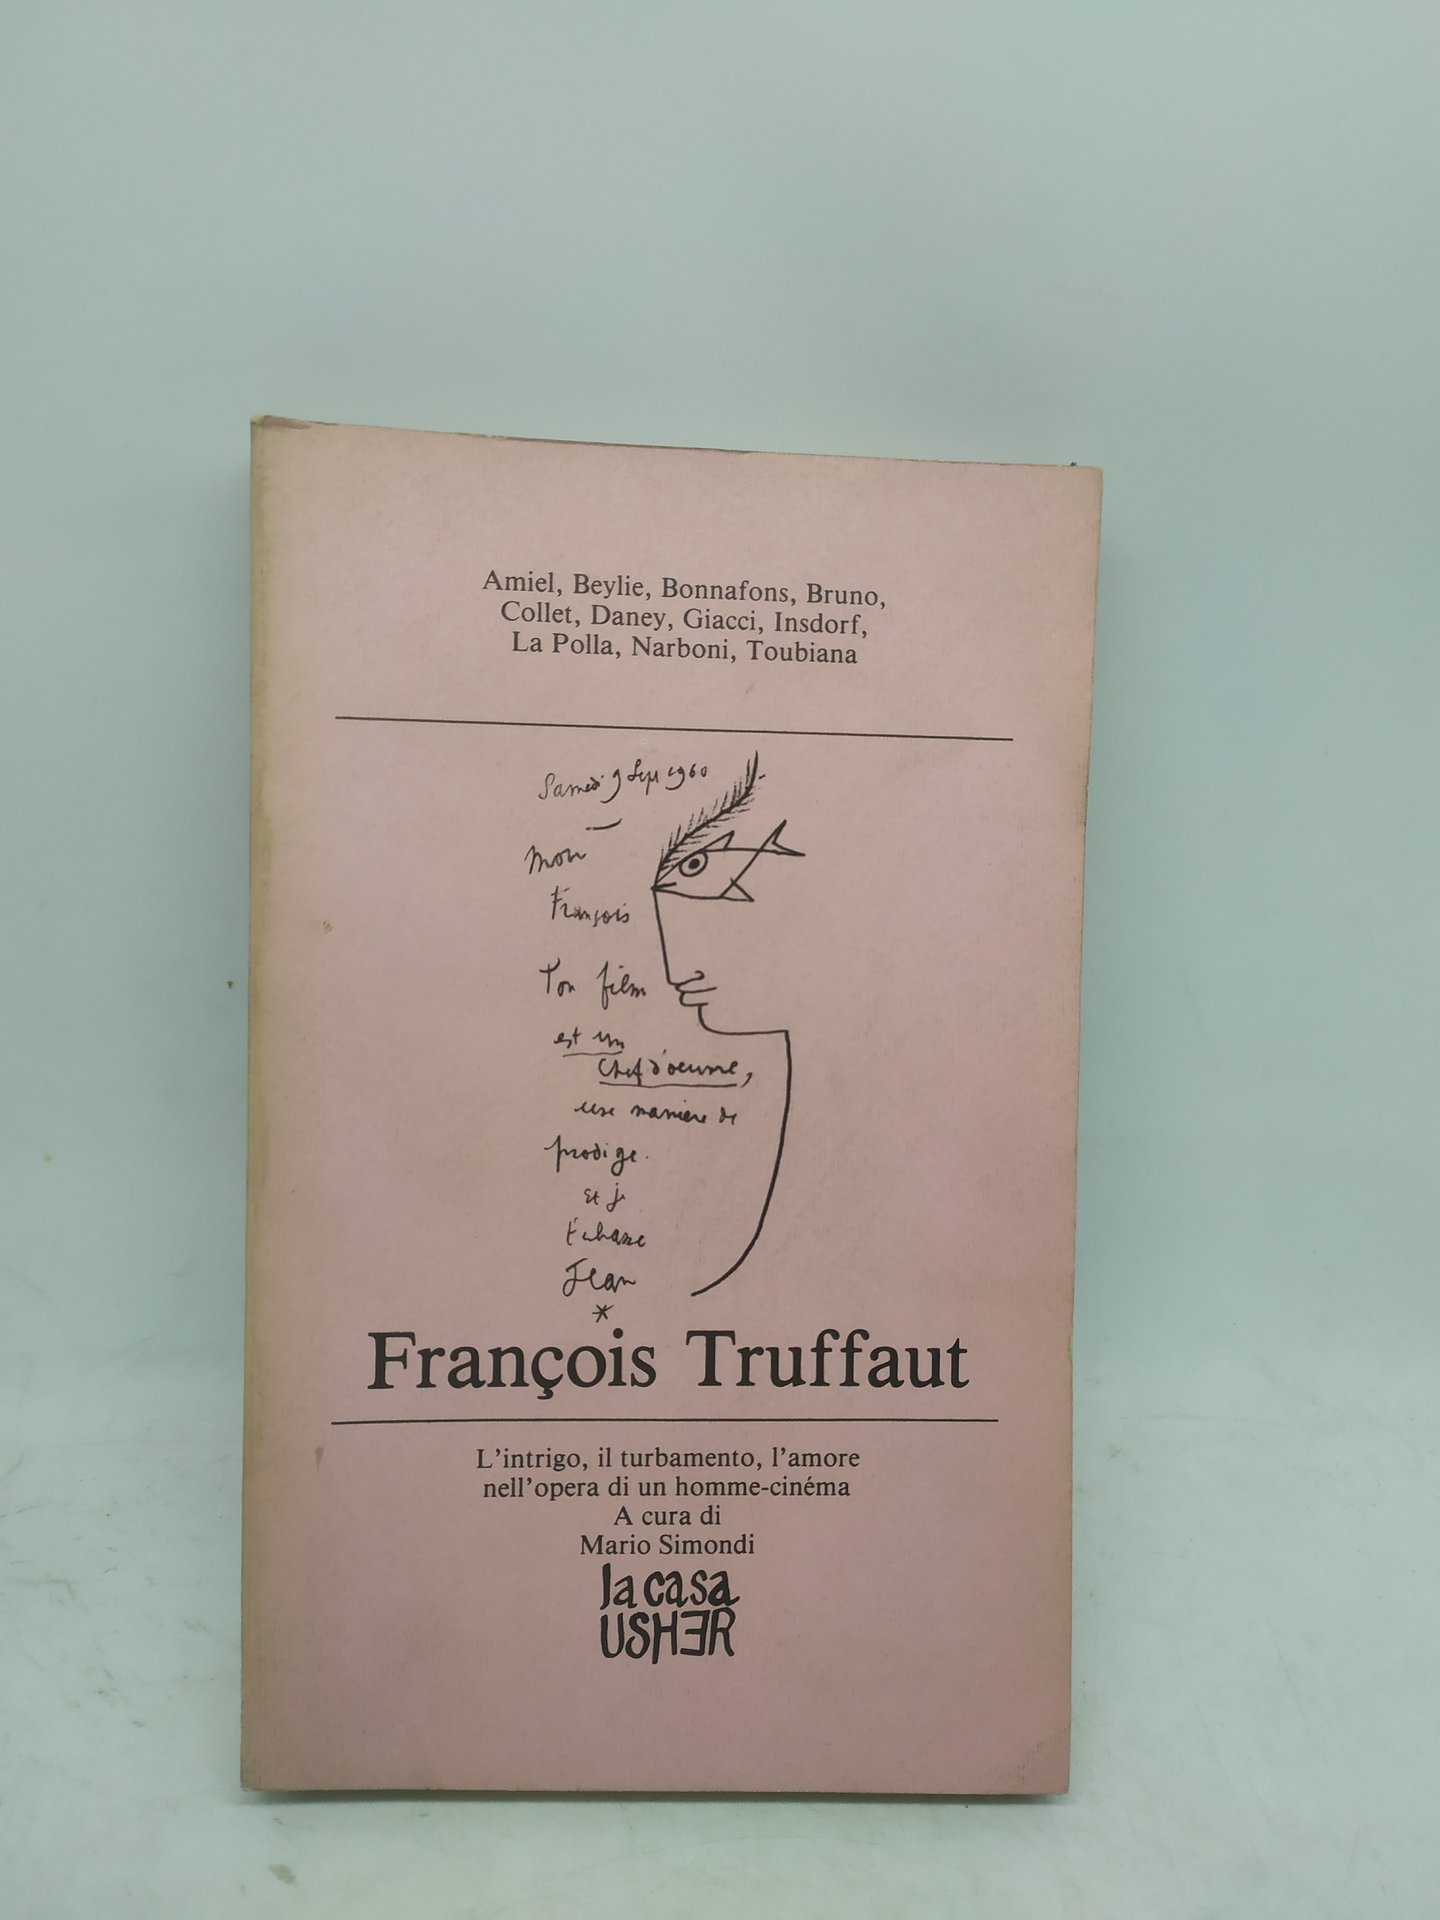 Amiel, Beylie, Bonnafons, Bruno,
Collet, Daney, Giacci, Insdorf,
La Polla, Narboni, Toubiana
Samedi 9 Sept 1960
Mon
François
Ton film
est un
Chef d'oeuvre,
une manière de
prodige.
et je
t'embrasse
Jean
*
François Truffaut
L'intrigo, il turbamento, l'amore
nell'opera di un homme-cinéma
A cura di
Mario Simondi
la casa
USHER